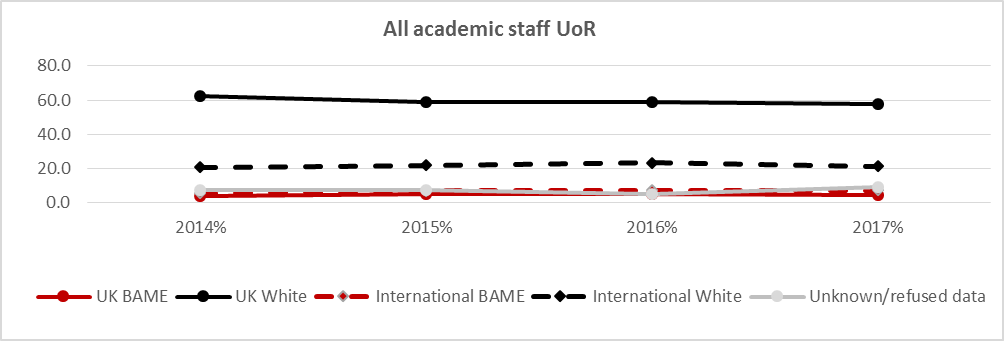 All academic staff UoR
80.0
60.0
40.0
20.0
0.0
2014% 2015% 2016% 2017%
UK BAME UK White International BAME International White Unknown/refused data